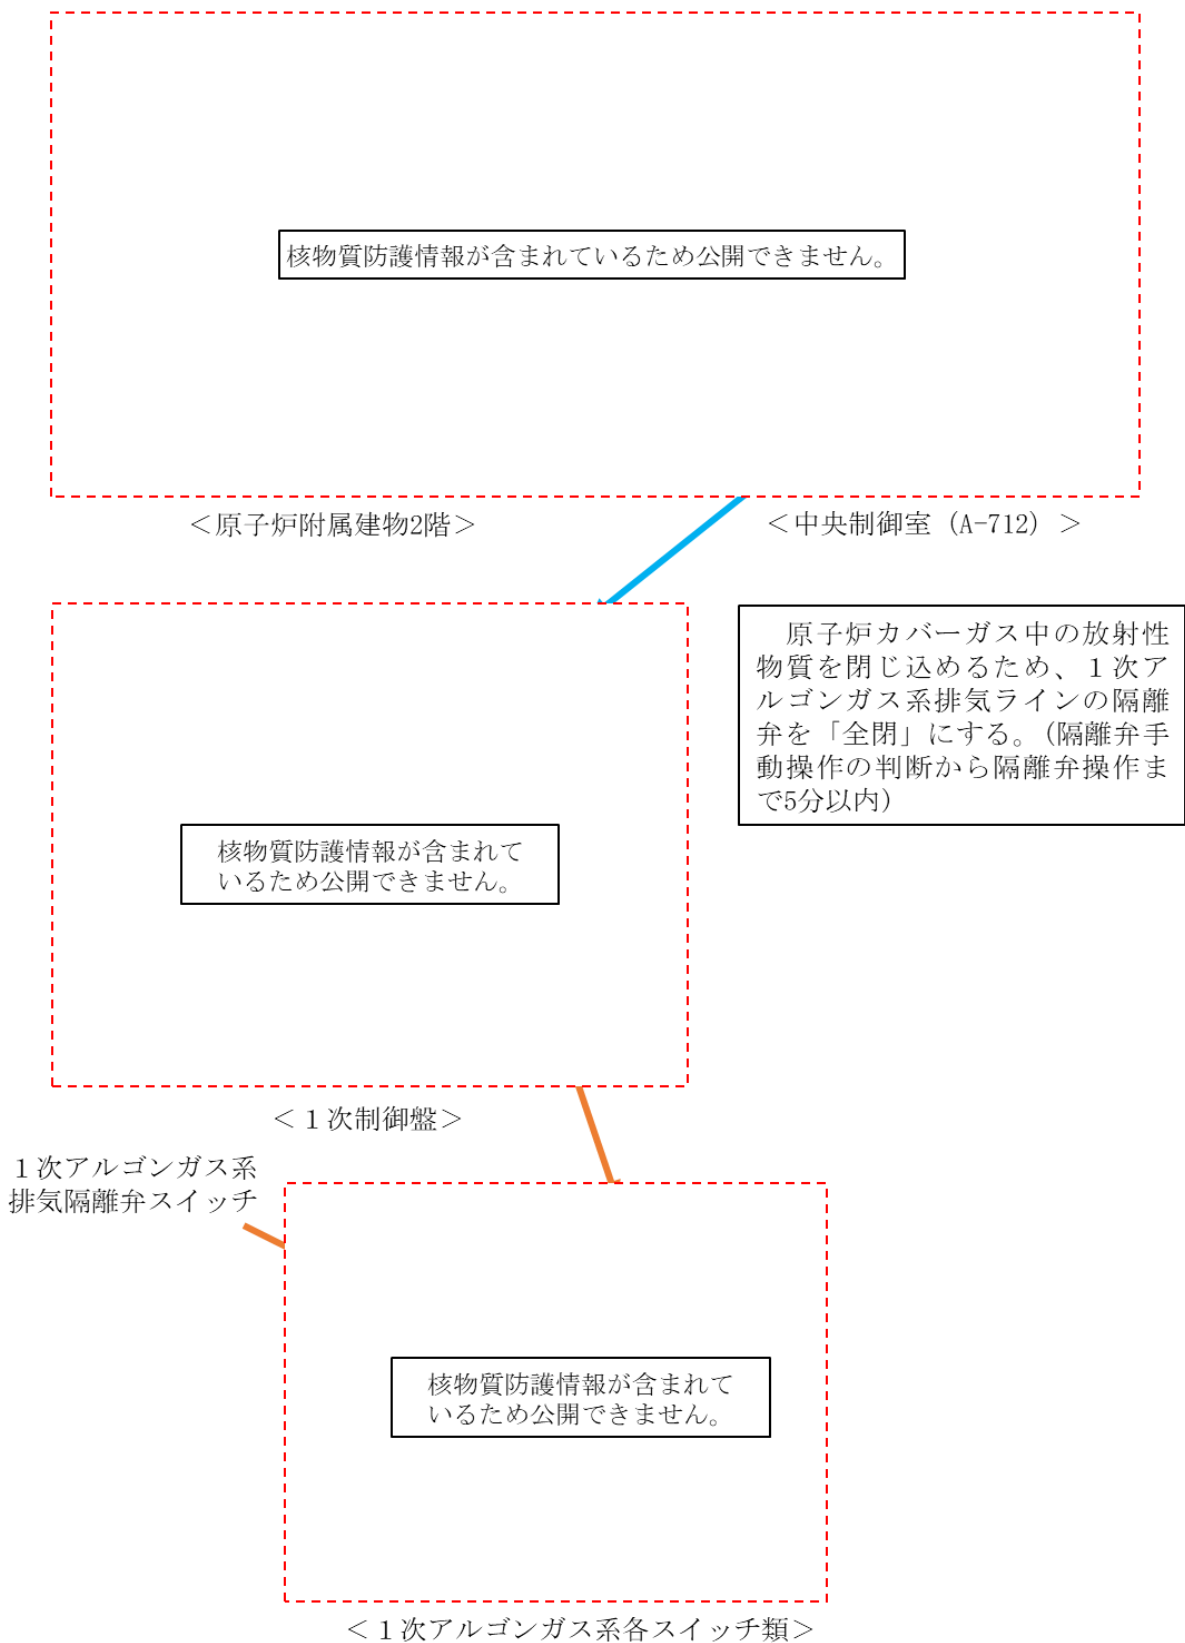 核物質防護情報が含まれているため公開できません。
＜原子炉附属建物2階＞
＜中央制御室（A-712）＞
　原子炉カバーガス中の放射性
物質を閉じ込めるため、１次ア
ルゴンガス系排気ラインの隔離
弁を「全閉」にする。（隔離弁手
動操作の判断から隔離弁操作ま
で5分以内）
核物質防護情報が含まれて
いるため公開できません。
＜１次制御盤＞
１次アルゴンガス系
排気隔離弁スイッチ
核物質防護情報が含まれて
いるため公開できません。
＜１次アルゴンガス系各スイッチ類＞